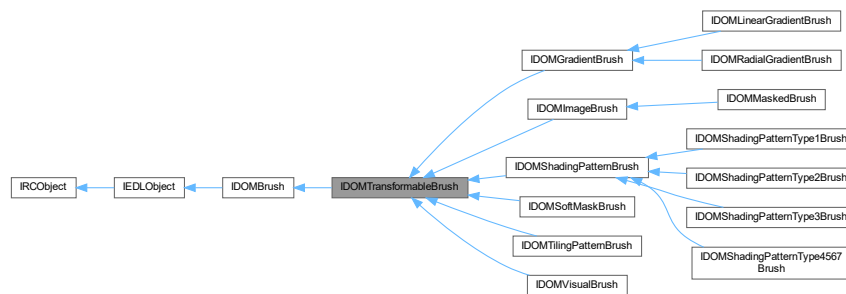 IDOMLinearGradientBrush
IDOMGradientBrush
IDOMRadialGradientBrush
IDOMImageBrush
IDOMMaskedBrush
IDOMShadingPatternType1Brush
IDOMShadingPatternBrush
IDOMShadingPatternType2Brush
IRCObject
IEDLObject
IDOMBrush
IDOMTransformableBrush
IDOMSoftMaskBrush
IDOMShadingPatternType3Brush
IDOMTilingPatternBrush
IDOMShadingPatternType4567
Brush
IDOMVisualBrush